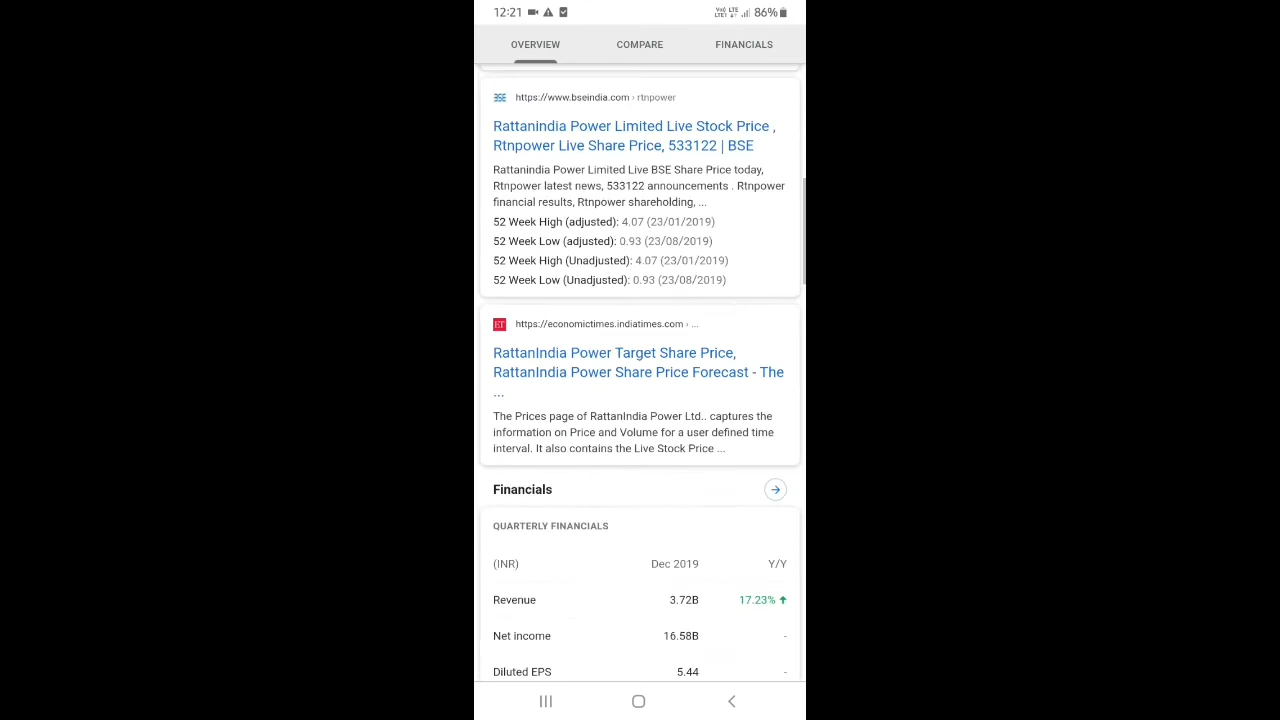 12:21 86%
OVERVIEW COMPARE FINANCIALS
https://www.bseindia.com › rtnpower
Rattanindia Power Limited Live Stock Price ,
Rtnpower Live Share Price, 533122 | BSE
Rattanindia Power Limited Live BSE Share Price today,
Rtnpower latest news, 533122 announcements . Rtnpower
financial results, Rtnpower shareholding, ...
52 Week High (adjusted): 4.07 (23/01/2019)
52 Week Low (adjusted): 0.93 (23/08/2019)
52 Week High (Unadjusted): 4.07 (23/01/2019)
52 Week Low (Unadjusted): 0.93 (23/08/2019)
ET https://economictimes.indiatimes.com › ...
RattanIndia Power Target Share Price,
RattanIndia Power Share Price Forecast - The
...
The Prices page of RattanIndia Power Ltd.. captures the
information on Price and Volume for a user defined time
interval. It also contains the Live Stock Price ...
Financials
QUARTERLY FINANCIALS
(INR) Dec 2019 Y/Y
Revenue 3.72B 17.23%
Net income 16.58B -
Diluted EPS 5.44 -